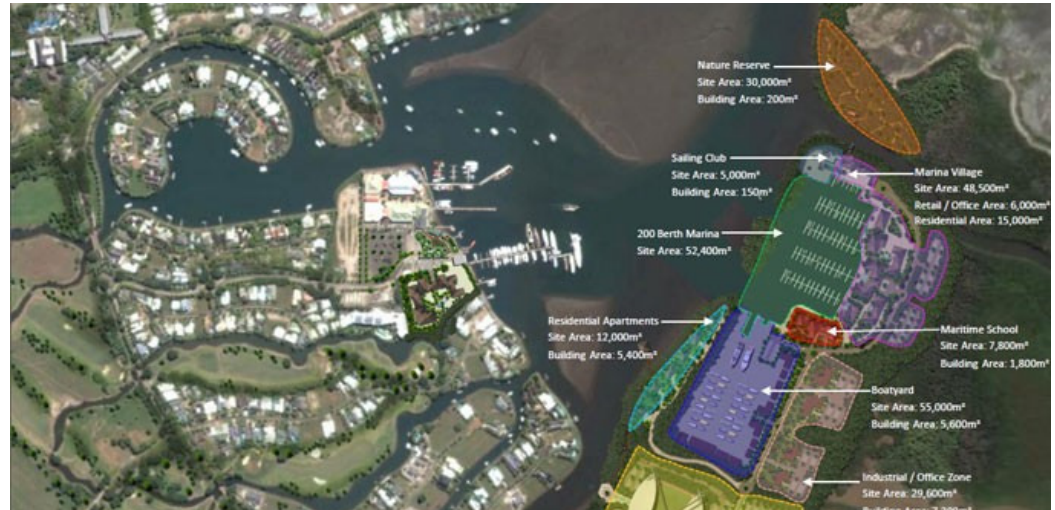 Nature Reserve
Site Area: 30,000m²
Building Area: 200m²
Sailing Club
Site Area: 5,000m²
Building Area: 150m²
Marina Village
Site Area: 48,500m²
Retail / Office Area: 6,000m²
Residential Area: 15,000m²
200 Berth Marina
Site Area: 52,400m²
Residential Apartments
Site Area: 12,000m²
Building Area: 5,400m²
Maritime School
Site Area: 7,800m²
Building Area: 1,800m²
Boatyard
Site Area: 55,000m²
Building Area: 5,600m²
Industrial / Office Zone
Site Area: 29,600m²